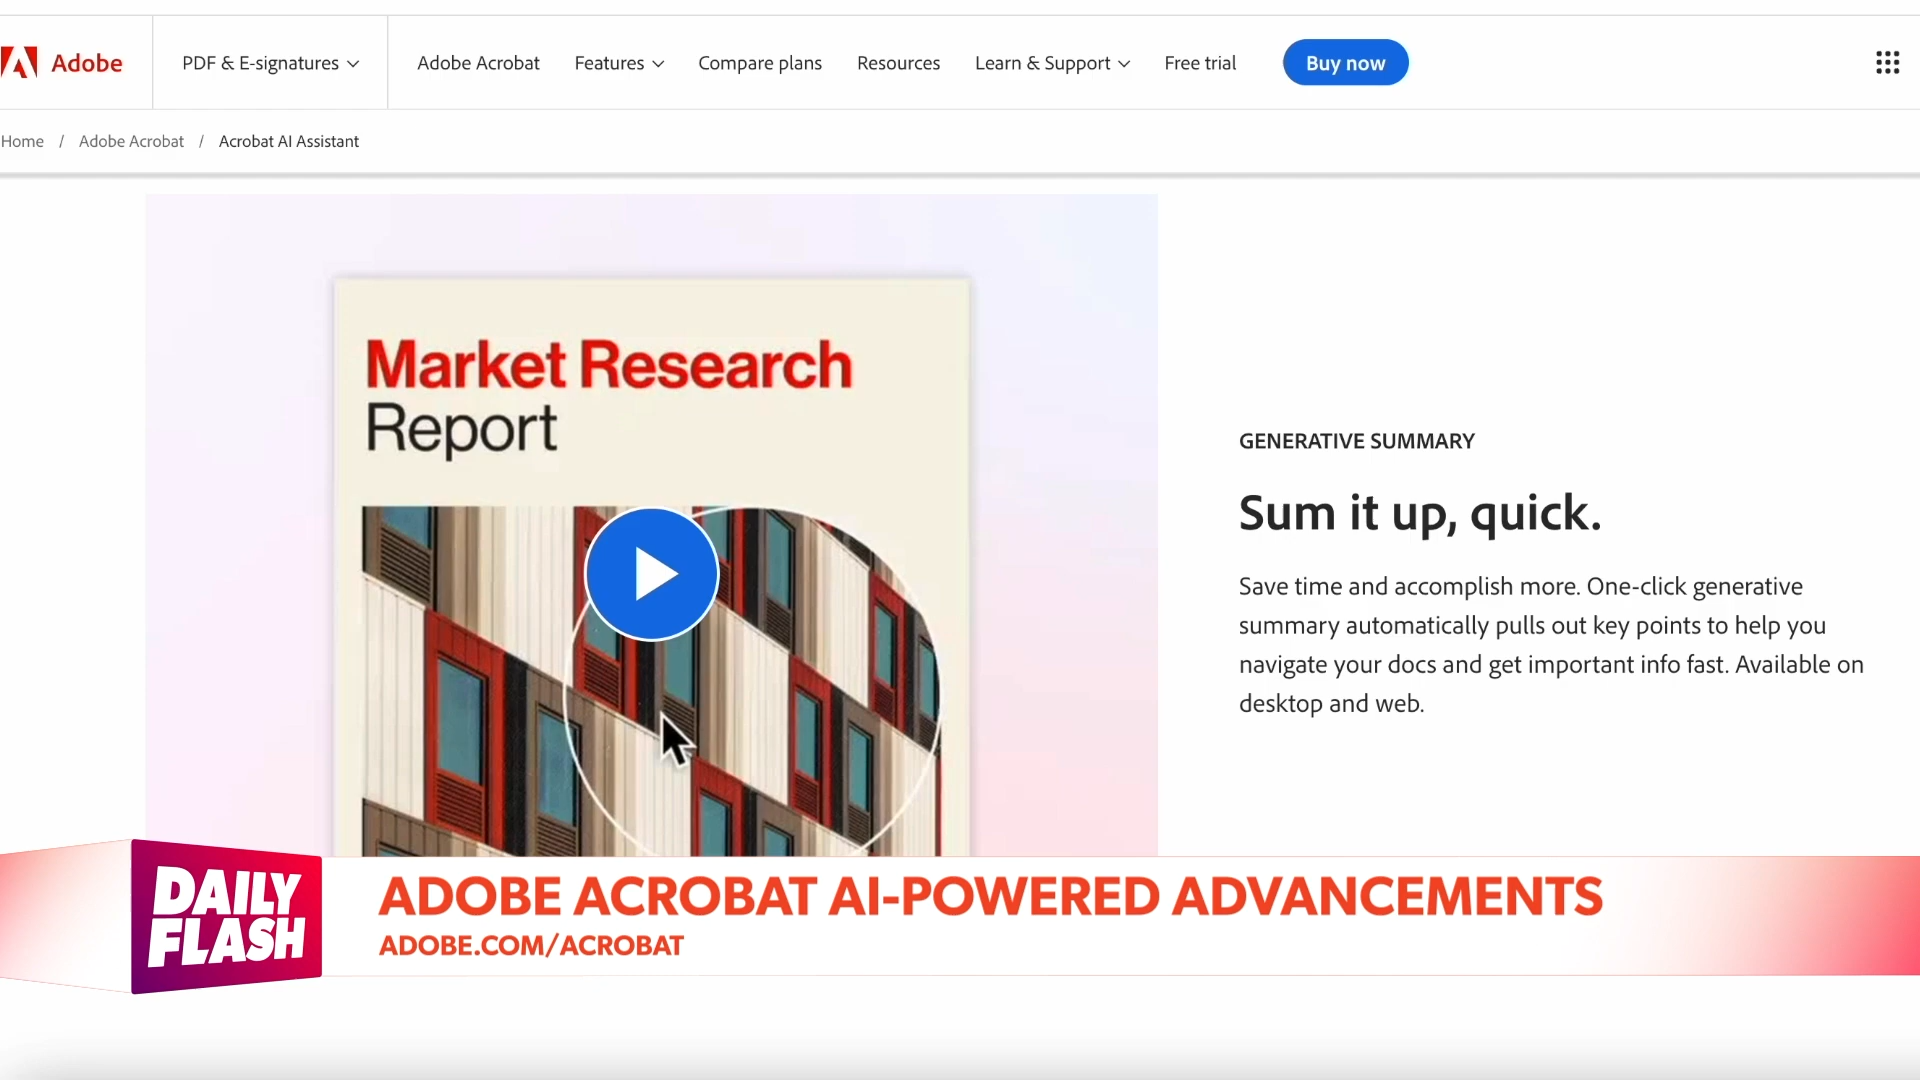 Adobe
PDF & E-signatures
Adobe Acrobat
Features
Compare plans
Resources
Learn & Support
Free trial
Buy now
Home / Adobe Acrobat / Acrobat AI Assistant
Market Research
Report
GENERATIVE SUMMARY
Sum it up, quick.
Save time and accomplish more. One-click generative
summary automatically pulls out key points to help you
navigate your docs and get important info fast. Available on
desktop and web.
DAILY
FLASH
ADOBE ACROBAT AI-POWERED ADVANCEMENTS
ADOBE.COM/ACROBAT